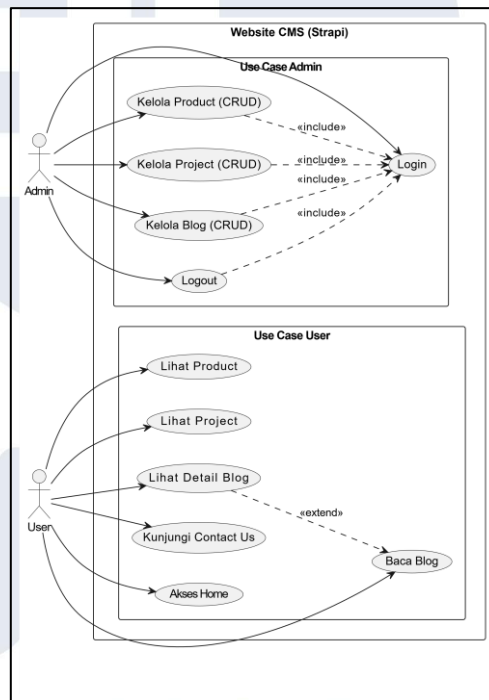 Website CMS (Strapi)
Use Case Admin
Kelola Product (CRUD)
«include»
Kelola Project (CRUD)
«include»
Login
Admin
«include»
Kelola Blog (CRUD)
«include»
Logout
Use Case User
Lihat Product
Lihat Project
Lihat Detail Blog
«extend»
User
Kunjungi Contact Us
Baca Blog
Akses Home